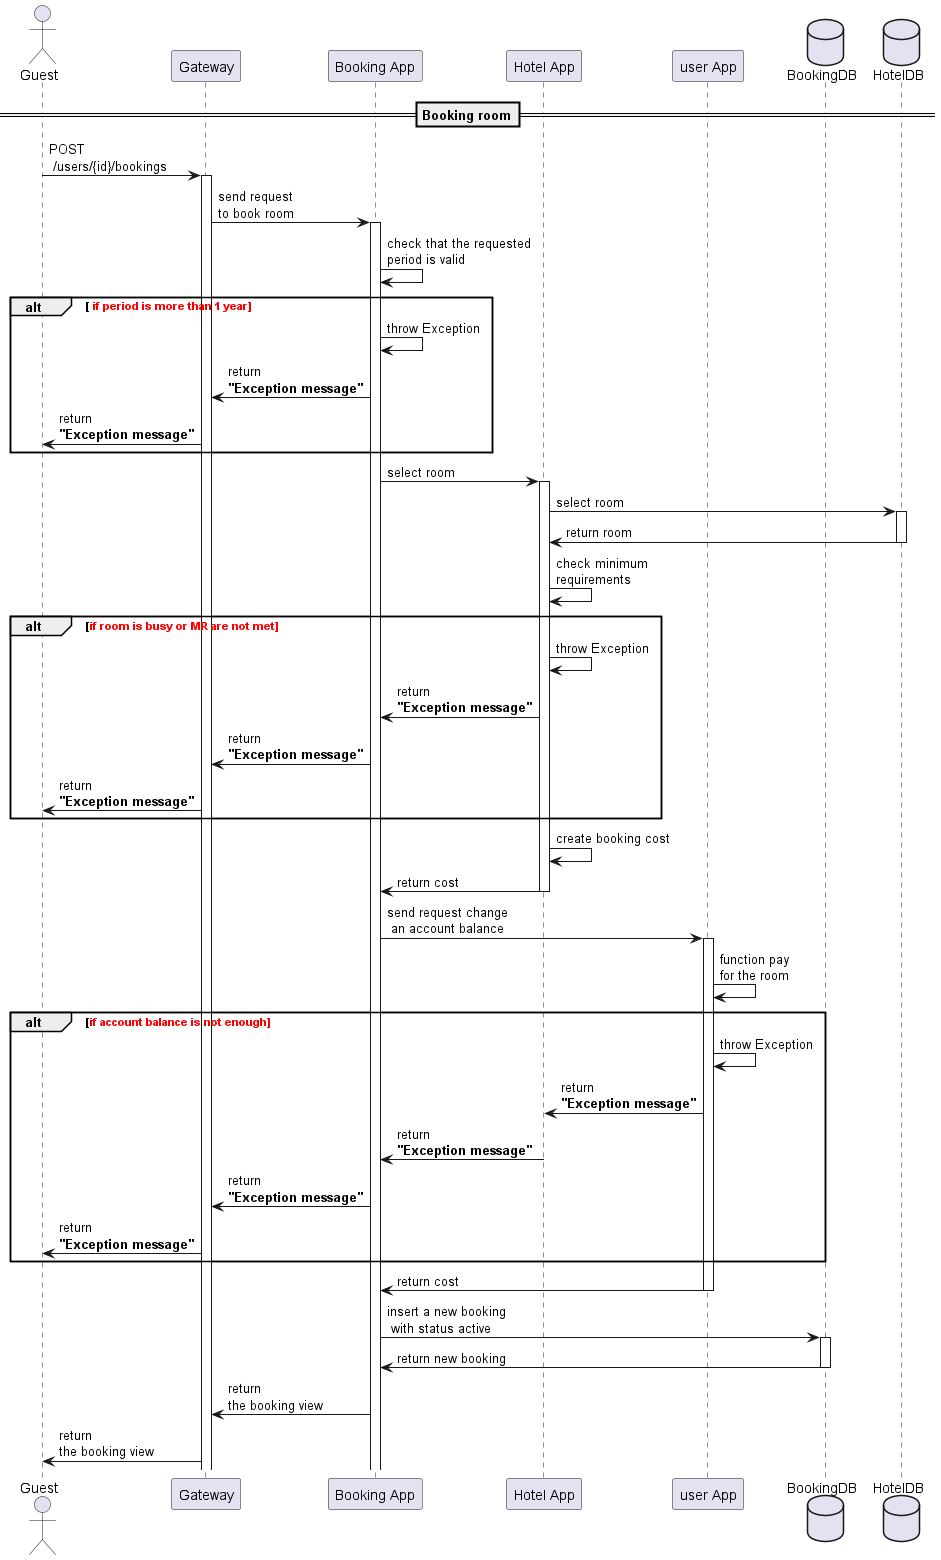 Guest
Gateway
Booking App
Hotel App
user App
BookingDB
HotelDB
Booking room
POST
/users/{id}/bookings
send request
to book room
check that the requested
period is valid
alt
[ if period is more than 1 year]
throw Exception
return
"Exception message"
return
"Exception message"
select room
select room
return room
check minimum
requirements
alt
[if room is busy or MR are not met]
throw Exception
return
"Exception message"
return
"Exception message"
return
"Exception message"
create booking cost
return cost
send request change
an account balance
function pay
for the room
alt
[if account balance is not enough]
throw Exception
return
"Exception message"
return
"Exception message"
return
"Exception message"
return
"Exception message"
return cost
insert a new booking
with status active
return new booking
return
the booking view
return
the booking view
Guest
Gateway
Booking App
Hotel App
user App
BookingDB
HotelDB